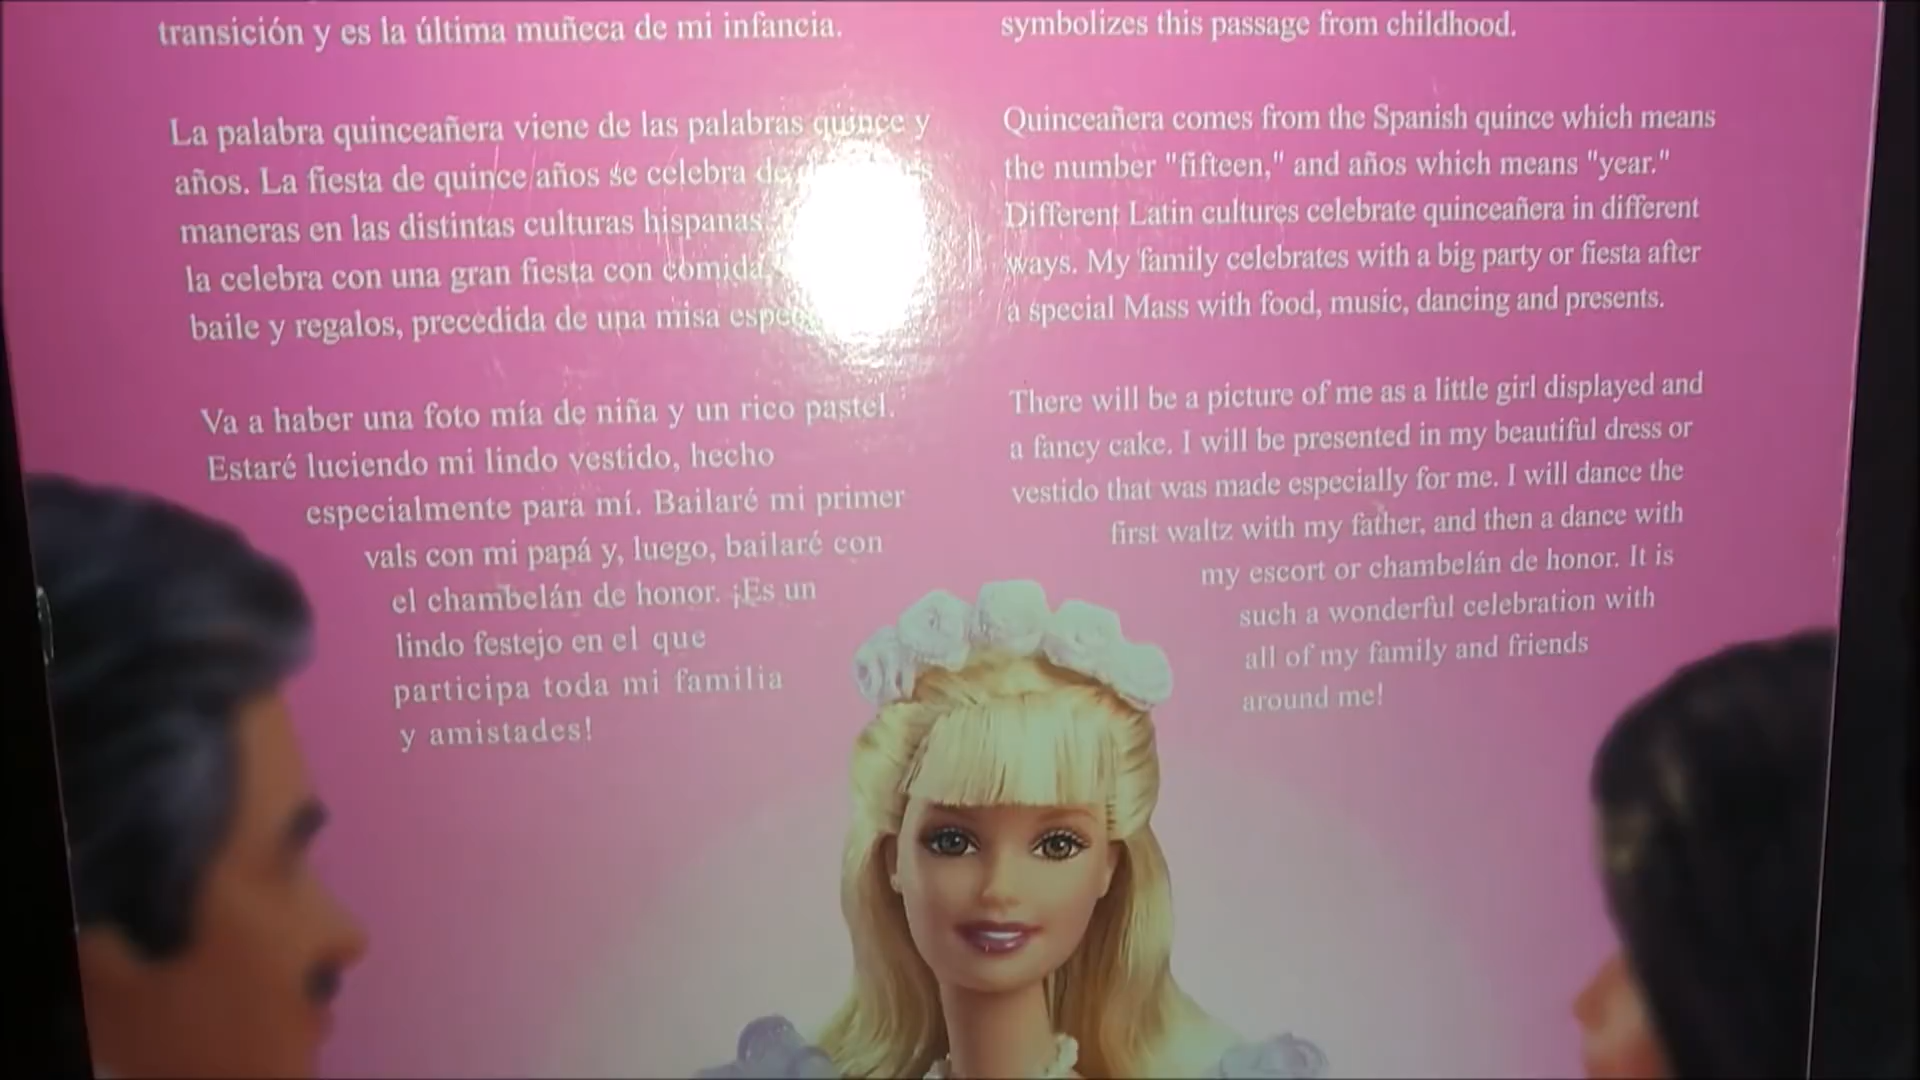 transición y es la última muñeca de mi infancia.
La palabra quinceañera viene de las palabras quince y
años. La fiesta de quince años se celebra de
maneras en las distintas culturas hispanas
la celebra con una gran fiesta con comida,
baile y regalos, precedida de una misa
Va a haber una foto mía de niña y un rico pastel.
Estaré luciendo mi lindo vestido, hecho
especialmente para mí. Bailaré mi primer
vals con mi papá y, luego, bailaré con
el chambelán de honor. ¡Es un
lindo festejo en el que
participa toda mi familia
y amistades!
symbolizes this passage from childhood.
Quinceañera comes from the Spanish quince which means
the number "fifteen," and años which means "year."
Different Latin cultures celebrate quinceañera in different
ways. My family celebrates with a big party or fiesta after
a special Mass with food, music, dancing and presents.
There will be a picture of me as a little girl displayed and
a fancy cake. I will be presented in my beautiful dress or
vestido that was made especially for me. I will dance the
first waltz with my father, and then a dance with
my escort or chambelán de honor. It is
such a wonderful celebration with
all of my family and friends
around me!